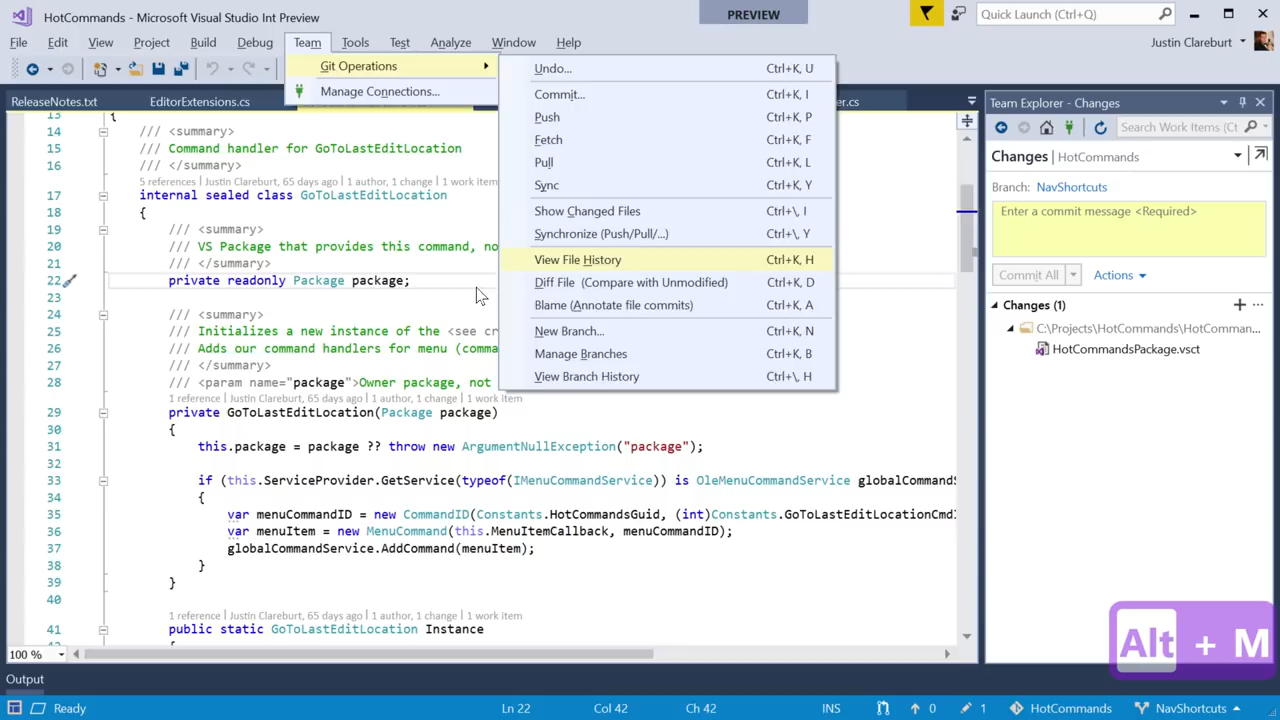 HotCommands - Microsoft Visual Studio Int Preview
PREVIEW
Quick Launch (Ctrl+Q)
File Edit View Project Build Debug Team Tools Test Analyze Window Help
Justin Clareburt
Git Operations
Manage Connections...
Undo... Ctrl+K, U
Commit... Ctrl+K, I
Push Ctrl+K, P
Fetch Ctrl+K, F
Pull Ctrl+K, L
Sync Ctrl+K, Y
Show Changed Files Ctrl+\, I
Synchronize (Push/Pull/...) Ctrl+\, Y
View File History Ctrl+K, H
Diff File (Compare with Unmodified) Ctrl+K, D
Blame (Annotate file commits) Ctrl+K, A
New Branch... Ctrl+K, N
Manage Branches Ctrl+K, B
View Branch History Ctrl+\, H
ReleaseNotes.txt EditorExtensions.cs er.cs
13 {
14 /// <summary>
15 /// Command handler for GoToLastEditLocation
16 /// </summary>
5 references | Justin Clareburt, 65 days ago | 1 author, 1 change | 1 work item
17 internal sealed class GoToLastEditLocation
18 {
19 /// <summary>
20 /// VS Package that provides this command, no
21 /// </summary>
22 private readonly Package package;
23
24 /// <summary>
25 /// Initializes a new instance of the <see cr
26 /// Adds our command handlers for menu (comma
27 /// </summary>
28 /// <param name="package">Owner package, not
1 reference | Justin Clareburt, 65 days ago | 1 author, 1 change | 1 work item
29 private GoToLastEditLocation(Package package)
30 {
31 this.package = package ?? throw new ArgumentNullException("package");
32
33 if (this.ServiceProvider.GetService(typeof(IMenuCommandService)) is OleMenuCommandService globalCommandS
34 {
35 var menuCommandID = new CommandID(Constants.HotCommandsGuid, (int)Constants.GoToLastEditLocationCmdI
36 var menuItem = new MenuCommand(this.MenuItemCallback, menuCommandID);
37 globalCommandService.AddCommand(menuItem);
38 }
39 }
40
1 reference | Justin Clareburt, 65 days ago | 1 author, 1 change | 1 work item
41 public static GoToLastEditLocation Instance
100 %
Team Explorer - Changes
Search Work Items (Ct
Changes | HotCommands
Branch: NavShortcuts
Enter a commit message <Required>
Commit All Actions
Changes (1)
C:\Projects\HotCommands\HotComman...
HotCommandsPackage.vsct
Alt + M
Output
Ready Ln 22 Col 42 Ch 42 INS 0 1 HotCommands NavShortcuts